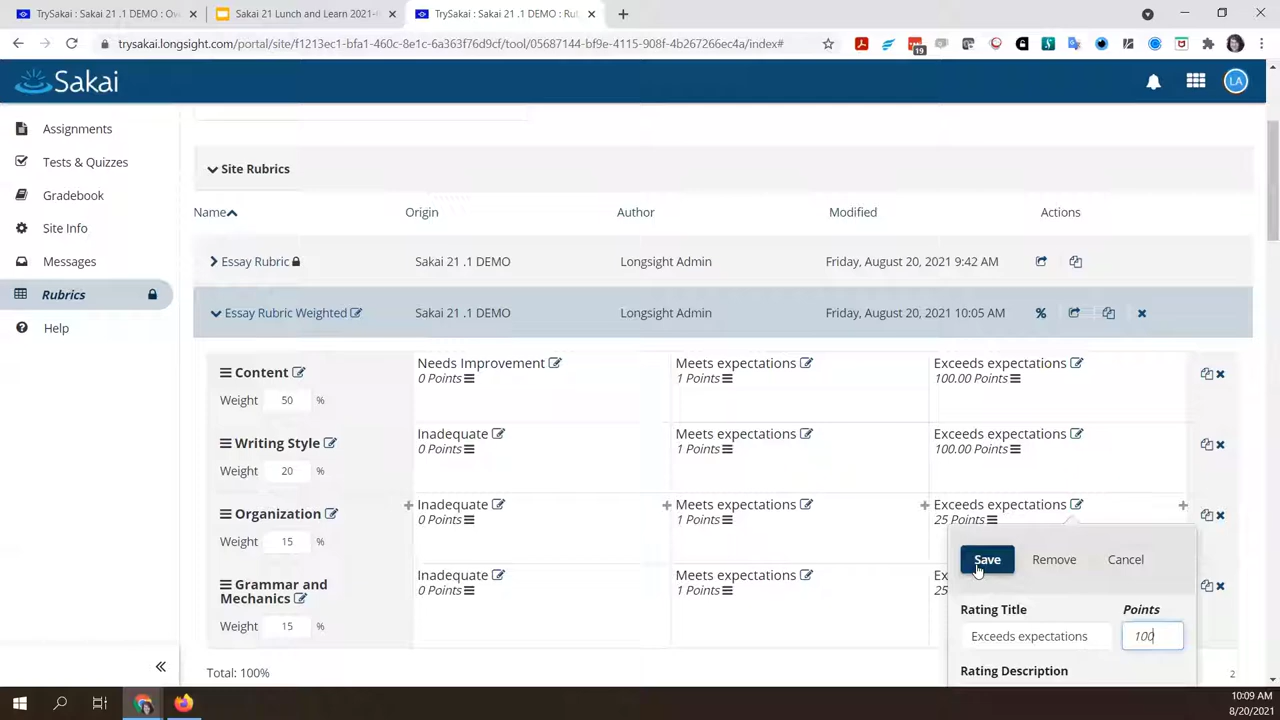 TrySakai : Sakai 21 .1 DEMO : Ov
Sakai 21 Lunch and Learn 2021-
TrySakai : Sakai 21 .1 DEMO : Ru
trysakai.longsight.com/portal/site/f1213ec1-bfa1-460c-8e1c-6a363f769cbf/tool/05687144-b79e-4115-918f-4b267266ec4a/index#
19
Sakai
LA
Assignments
Tests & Quizzes
Gradebook
Site Info
Messages
Rubrics
Help
Site Rubrics
Name Origin Author Modified Actions
Essay Rubric Sakai 21 .1 DEMO Longsight Admin Friday, August 20, 2021 9:42 AM
Essay Rubric Weighted Sakai 21 .1 DEMO Longsight Admin Friday, August 20, 2021 10:05 AM
Content Needs Improvement Meets expectations Exceeds expectations
0 Points 1 Points 100.00 Points
Weight 50 %
Writing Style Inadequate Meets expectations Exceeds expectations
0 Points 1 Points 100.00 Points
Weight 20 %
Organization Inadequate Meets expectations Exceeds expectations
0 Points 1 Points 25 Points
Weight 15 %
Grammar and Mechanics Inadequate Meets expectations Ex
0 Points 1 Points 25
Weight 15 %
Save Remove Cancel
Rating Title Points
Exceeds expectations 100
Rating Description
Total: 100%
2
10:09 AM
8/20/2021